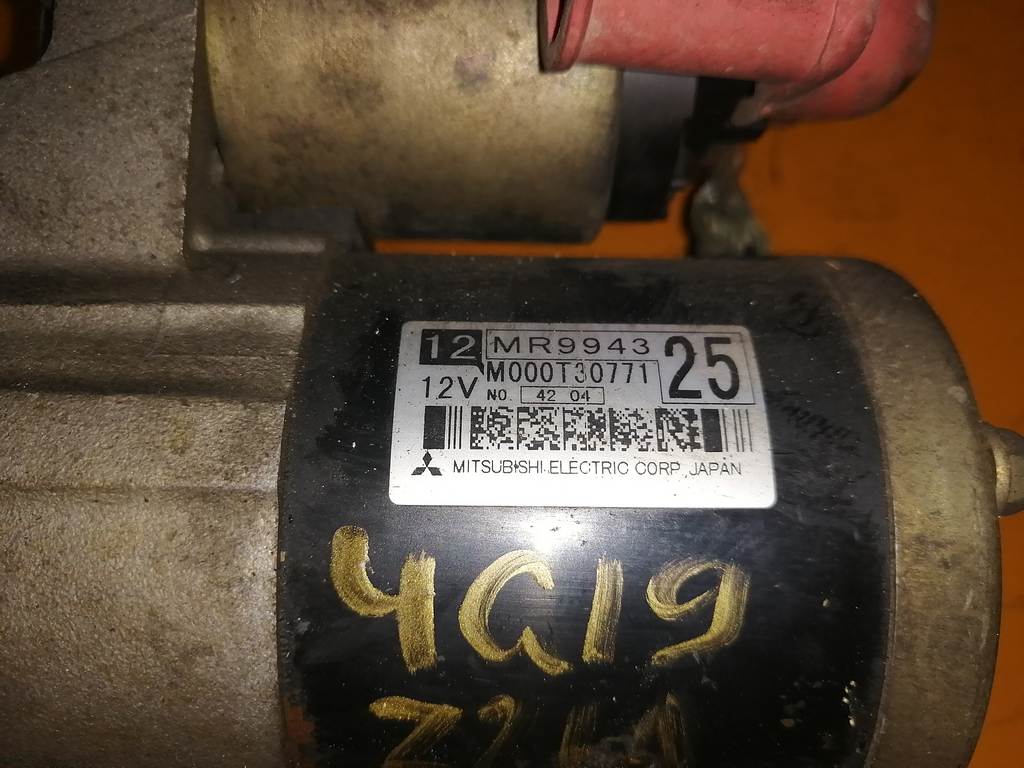 12 MR9943 25
M000T30771
12V NO. 42 04
MITSUBISHI ELECTRIC CORP. JAPAN
4G19